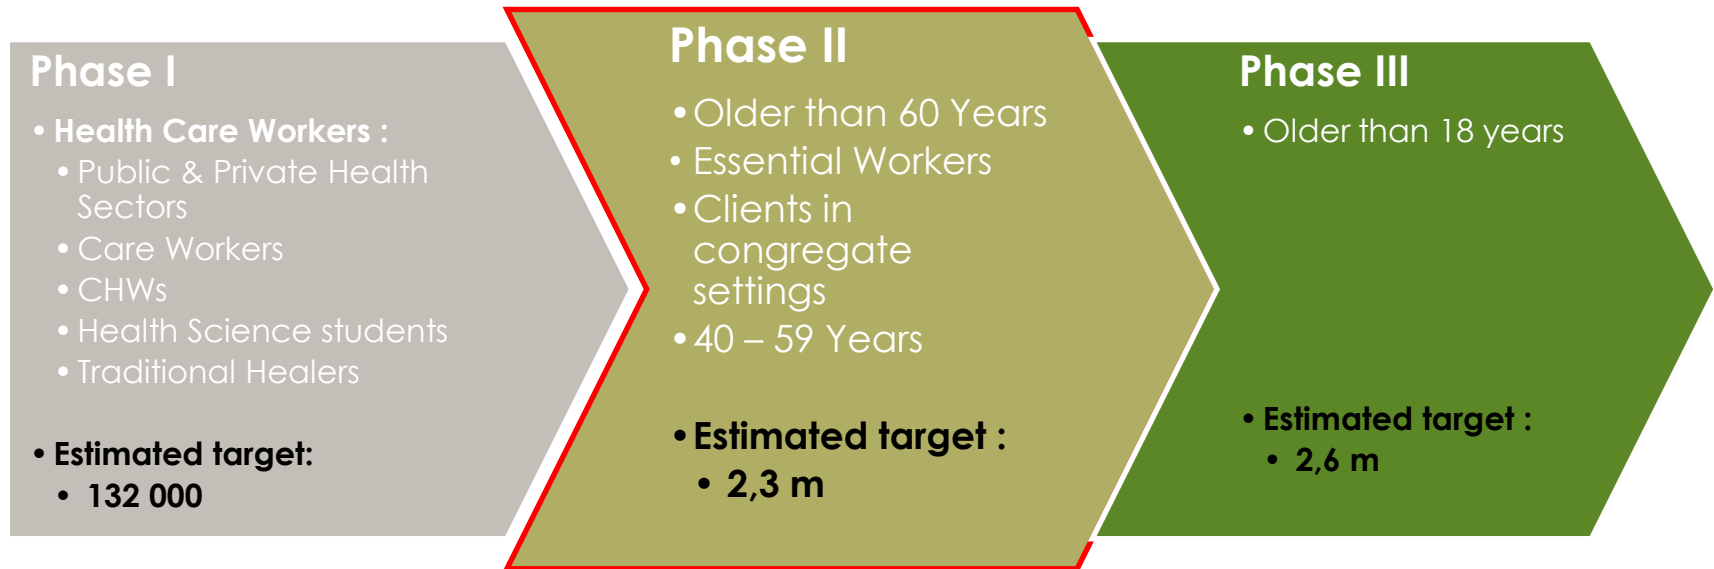 Phase I
• Health Care Workers :
• Public & Private Health
Sectors
• Care Workers
• CHWs
• Health Science students
• Traditional Healers
• Estimated target:
• 132 000
Phase II
• Older than 60 Years
• Essential Workers
• Clients in
congregate
settings
• 40 – 59 Years
• Estimated target :
• 2,3 m
Phase III
• Older than 18 years
• Estimated target :
• 2,6 m